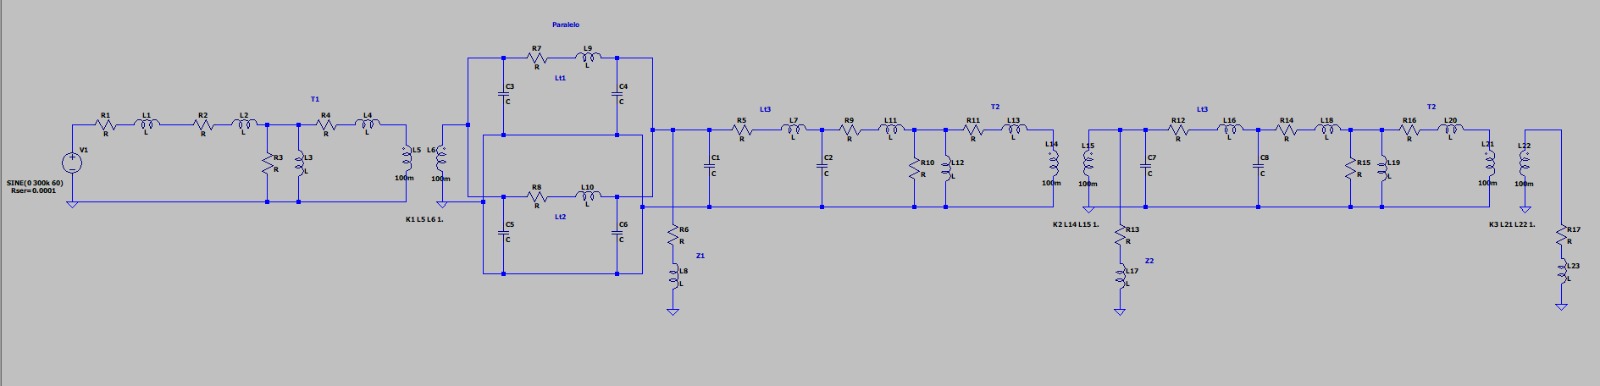 Paralelo
R7
L9
R
L
Lt1
C3
C
C4
C
T1
R1
R
L1
L
R2
R
L2
L
R3
R
L3
L
R4
R
L4
L
L5
100m
L6
100m
V1
SINE(0 300k 60)
Rser=0.0001
K1 L5 L6 1.
R8
R
L10
L
Lt2
C5
C
C6
C
R6
R
Z1
L8
L
Lt3
R5
R
L7
L
C1
C
C2
C
R9
R
L11
L
R10
R
L12
L
T2
R11
R
L13
L
L14
100m
L15
100m
K2 L14 L15 1.
R13
R
Z2
L17
L
Lt3
C7
C
R12
R
L16
L
C8
C
R14
R
L18
L
R15
R
L19
L
T2
R16
R
L20
L
L21
100m
L22
100m
K3 L21 L22 1.
R17
R
L23
L